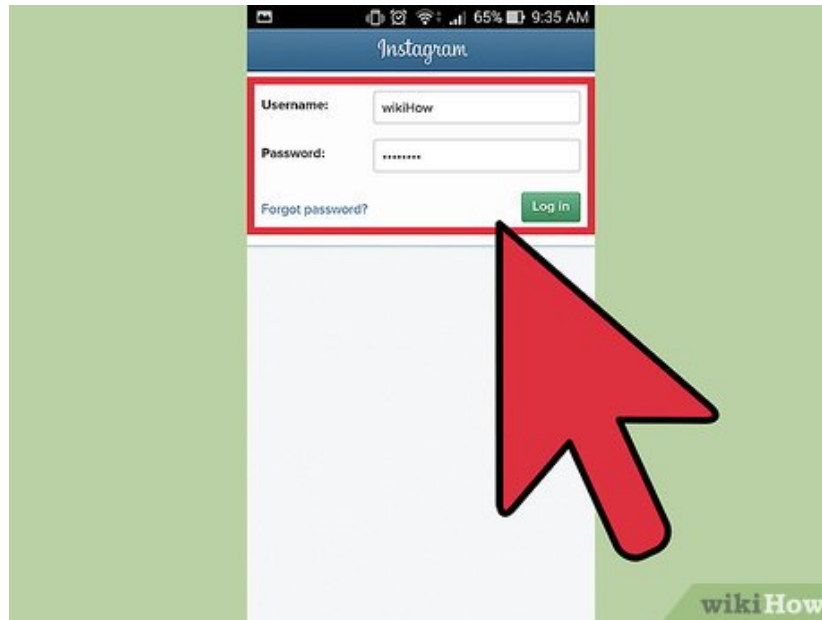 65% 9:35 AM
Instagram
Username: wikiHow
Password: ••••••••
Forgot password? Log in
wikiHow